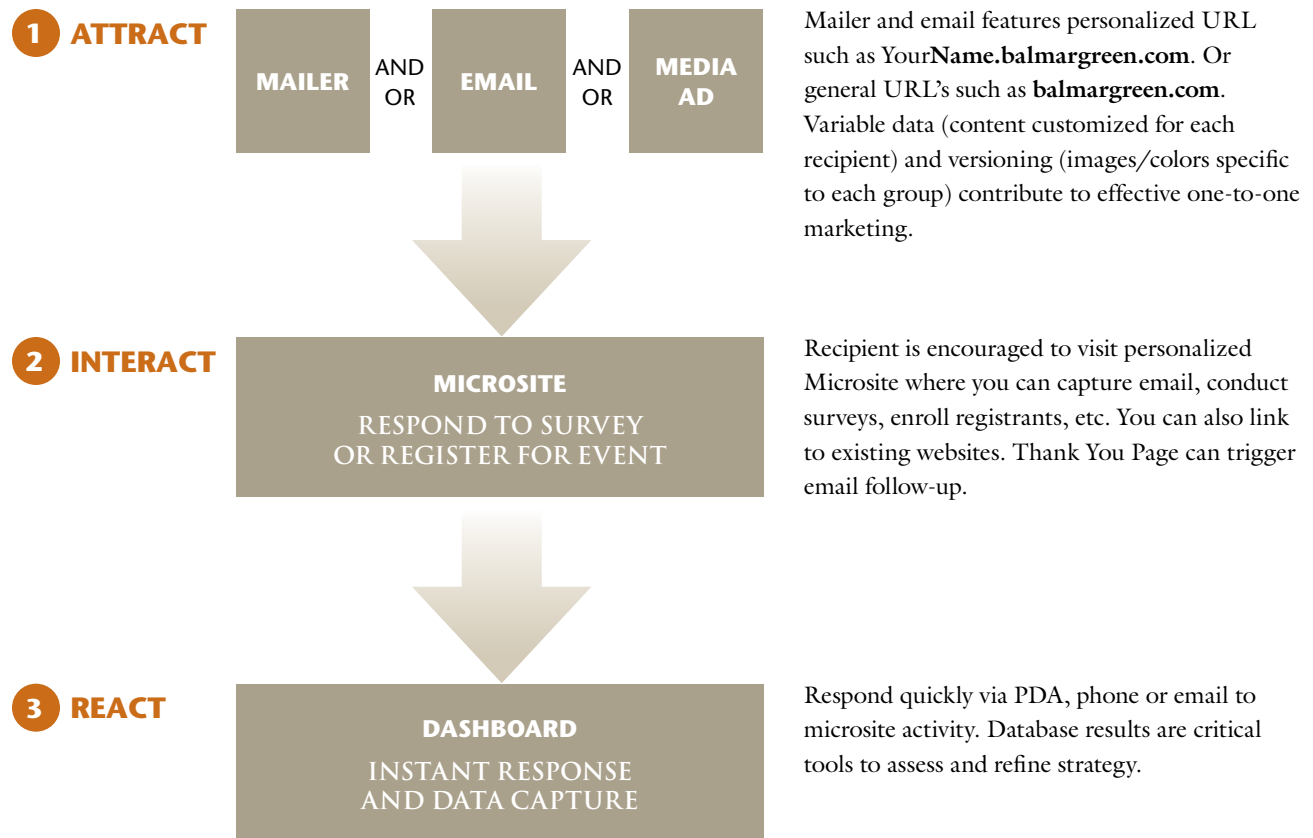 1 ATTRACT
MAILER
AND
OR
EMAIL
AND
OR
MEDIA
AD
Mailer and email features personalized URL
such as YourName.balmargreen.com. Or
general URL's such as balmargreen.com.
Variable data (content customized for each
recipient) and versioning (images/colors specific
to each group) contribute to effective one-to-one
marketing.
2 INTERACT
MICROSITE
RESPOND TO SURVEY
OR REGISTER FOR EVENT
Recipient is encouraged to visit personalized
Microsite where you can capture email, conduct
surveys, enroll registrants, etc. You can also link
to existing websites. Thank You Page can trigger
email follow-up.
3 REACT
DASHBOARD
INSTANT RESPONSE
AND DATA CAPTURE
Respond quickly via PDA, phone or email to
microsite activity. Database results are critical
tools to assess and refine strategy.